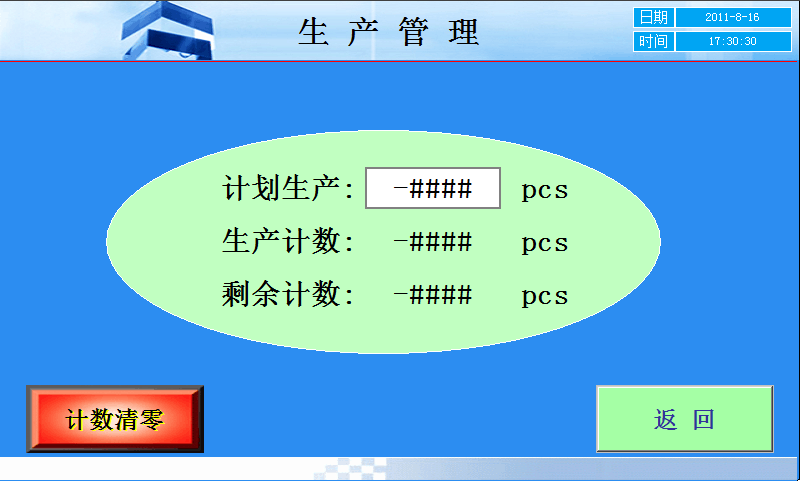 生产管理
日期 2011-8-16
时间 17:30:30
计划生产: -#### pcs
生产计数: -#### pcs
剩余计数: -#### pcs
计数清零
返回